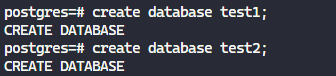 postgres=# create database test1;
CREATE DATABASE
postgres=# create database test2;
CREATE DATABASE